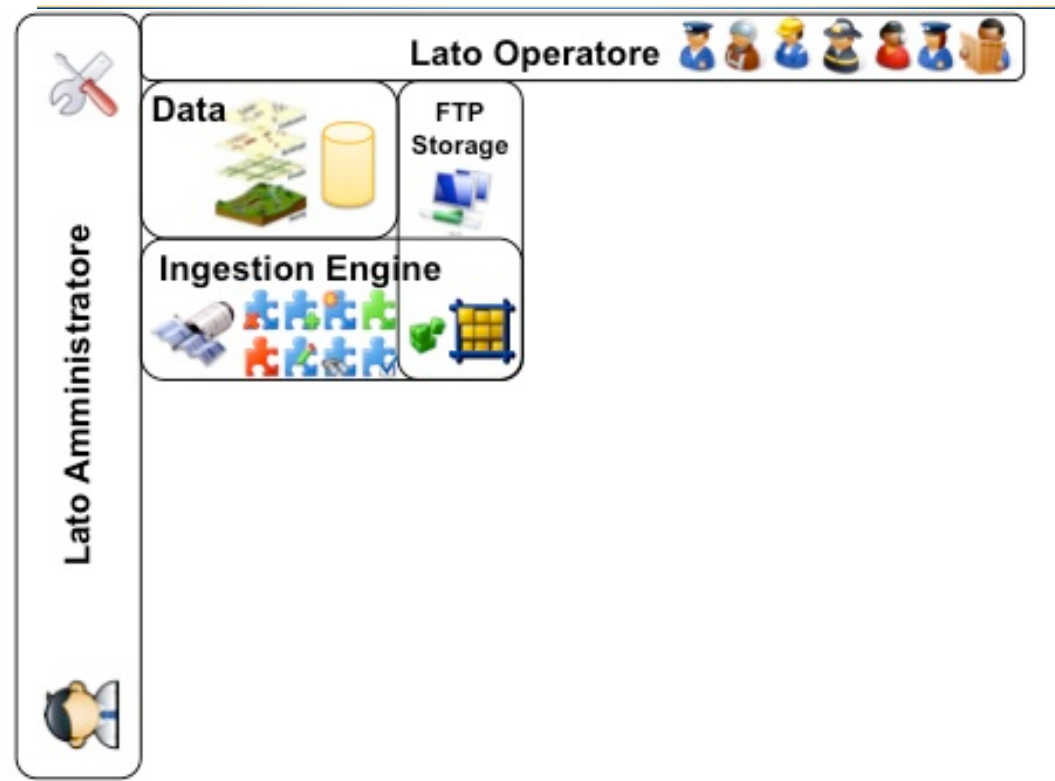 Lato Operatore
Data
FTP
Storage
Ingestion Engine
Lato Amministratore